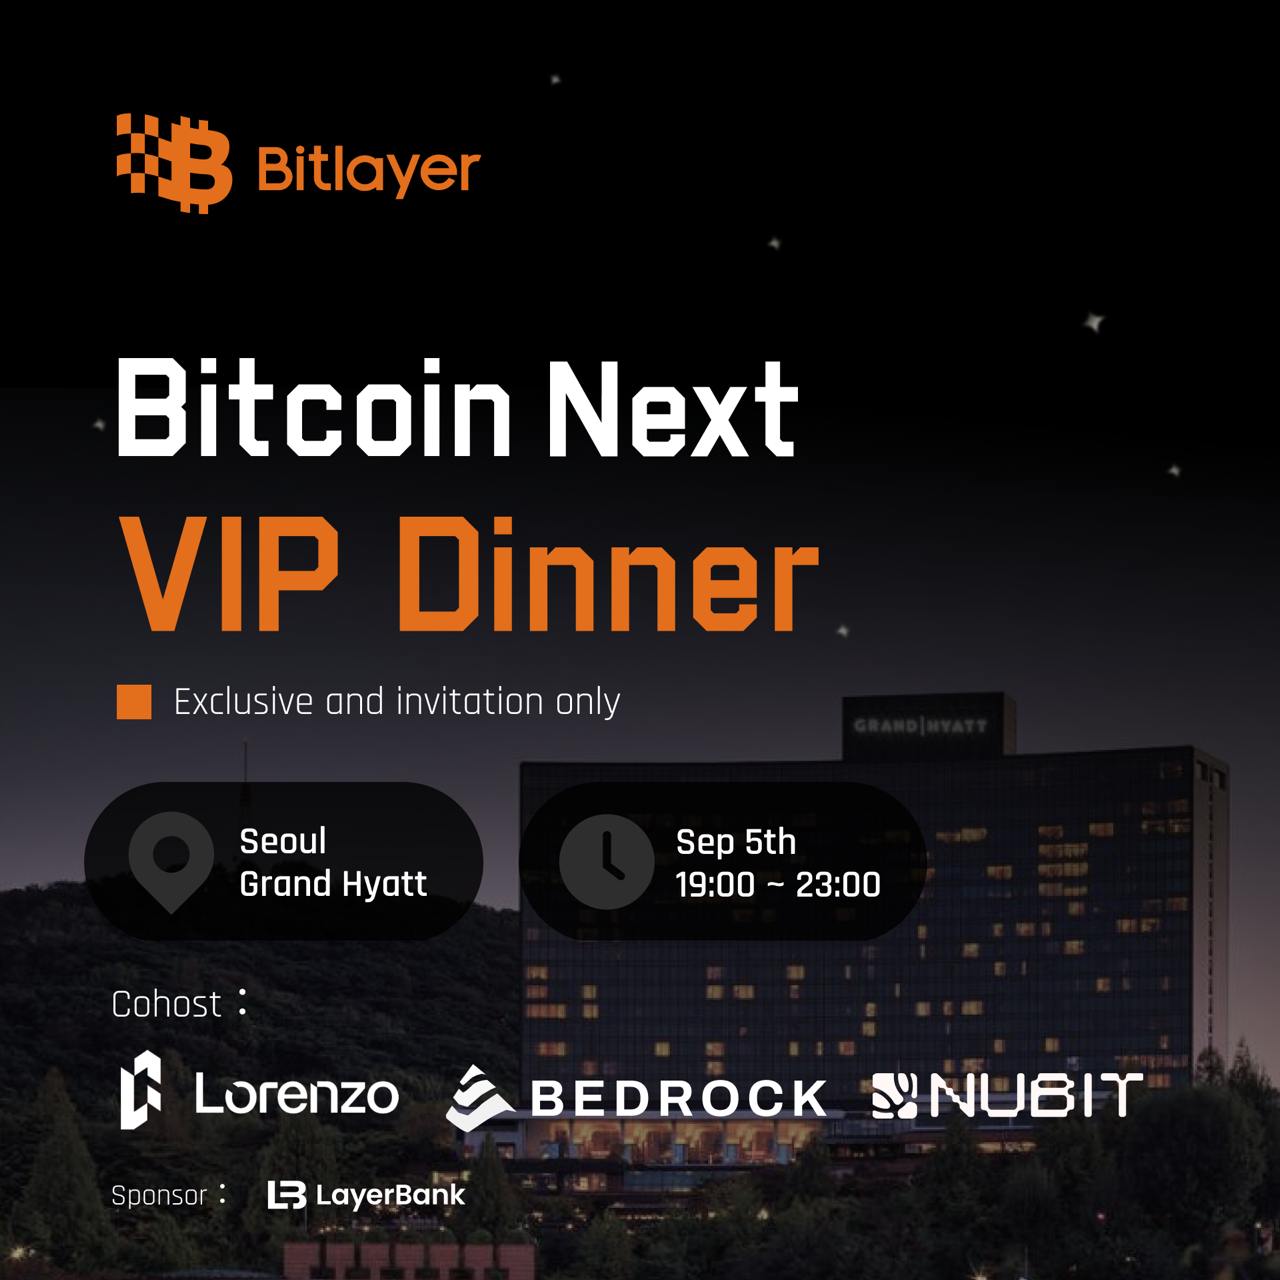 Bitlayer
Bitcoin Next
VIP Dinner
Exclusive and invitation only
GRAND|HYATT
Seoul
Grand Hyatt
Sep 5th
19:00 ~ 23:00
Cohost：
Lorenzo
BEDROCK
NUBIT
Sponsor：
LayerBank